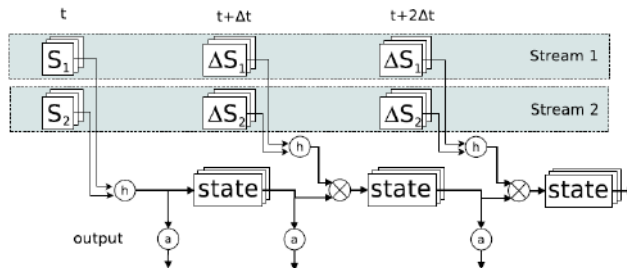 t t+Δt t+2Δt
S1 ΔS1 ΔS1 Stream 1
S2 ΔS2 ΔS2 Stream 2
h h
h state state state
output a a a